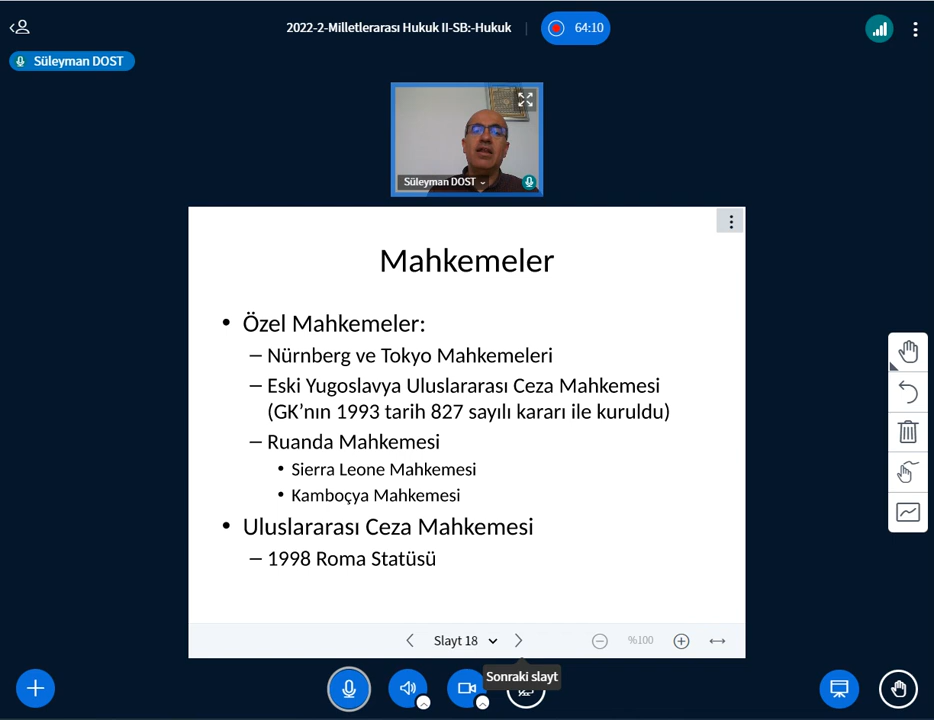 2022-2-Milletlerarası Hukuk II-SB:-Hukuk
64:10
Süleyman DOST
Süleyman DOST
Mahkemeler
• Özel Mahkemeler:
– Nürnberg ve Tokyo Mahkemeleri
– Eski Yugoslavya Uluslararası Ceza Mahkemesi
(GK’nın 1993 tarih 827 sayılı kararı ile kuruldu)
– Ruanda Mahkemesi
• Sierra Leone Mahkemesi
• Kamboçya Mahkemesi
• Uluslararası Ceza Mahkemesi
– 1998 Roma Statüsü
Slayt 18
%100
Sonraki slayt